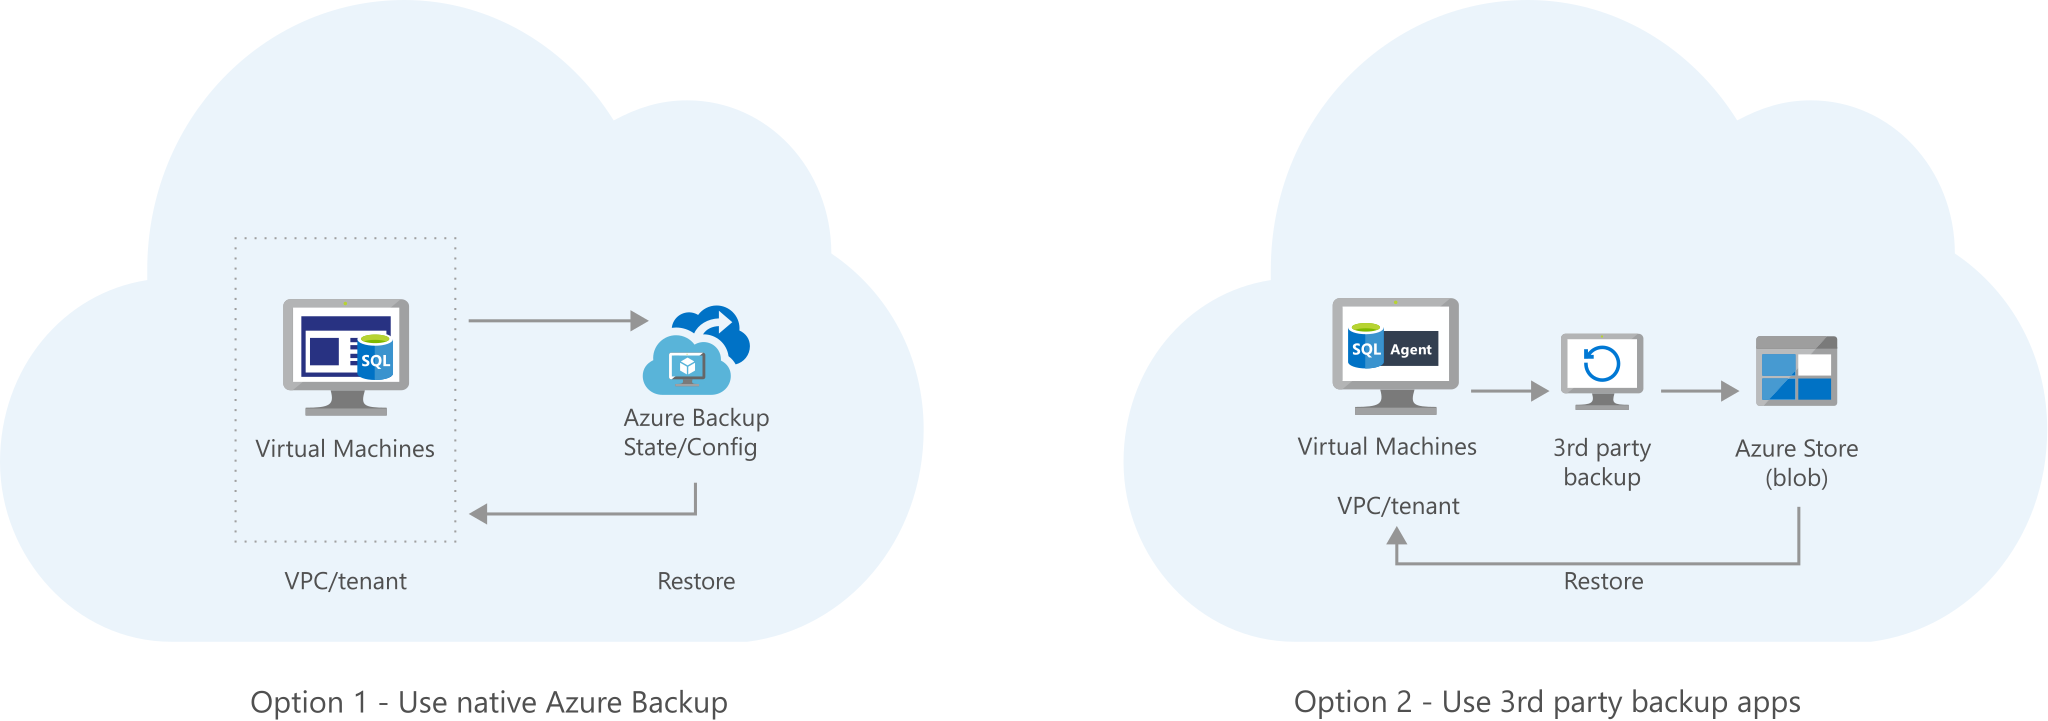 SQL
Virtual Machines
VPC/tenant
Azure Backup
State/Config
Restore
Option 1 - Use native Azure Backup
SQL Agent
Virtual Machines
VPC/tenant
3rd party
backup
Azure Store
(blob)
Restore
Option 2 - Use 3rd party backup apps